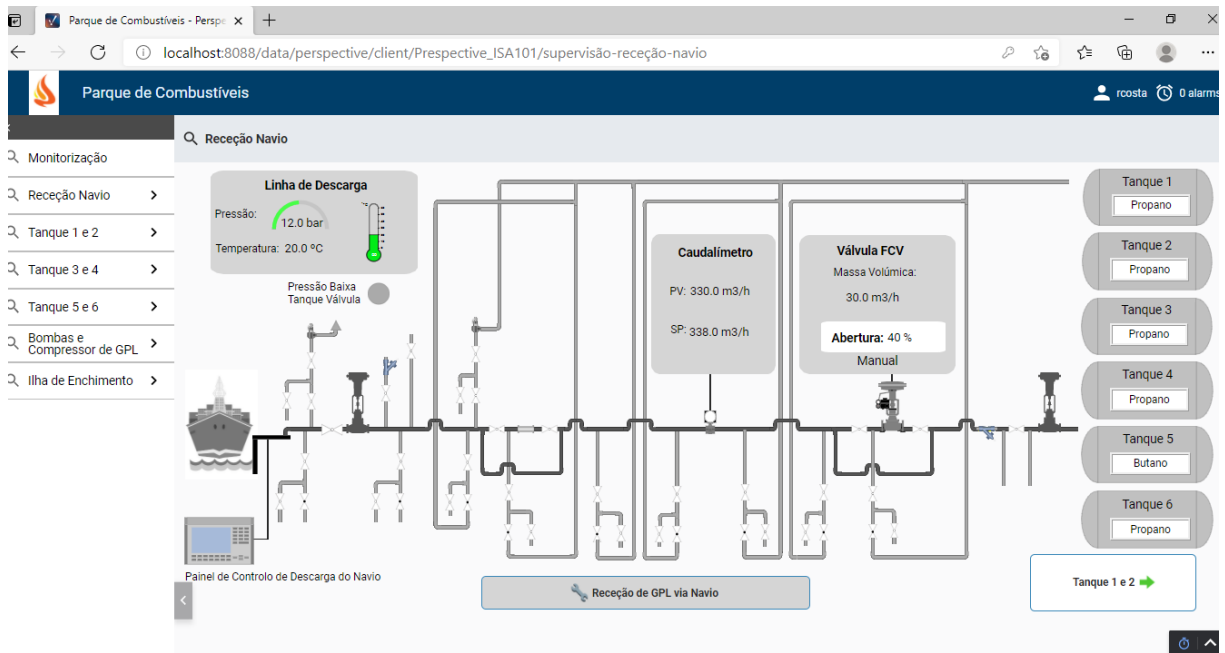 Parque de Combustíveis - Perspe
localhost:8088/data/perspective/client/Prespective_ISA101/supervisão-receção-navio
Parque de Combustíveis
rcosta
0 alarms
Monitorização
Receção Navio
Tanque 1 e 2
Tanque 3 e 4
Tanque 5 e 6
Bombas e
Compressor de GPL
Ilha de Enchimento
Receção Navio
Linha de Descarga
Pressão:
12.0 bar
Temperatura: 20.0 ºC
Pressão Baixa
Tanque Válvula
Caudalímetro
PV: 330.0 m3/h
SP: 338.0 m3/h
Válvula FCV
Massa Volúmica:
30.0 m3/h
Abertura: 40 %
Manual
Tanque 1
Propano
Tanque 2
Propano
Tanque 3
Propano
Tanque 4
Propano
Tanque 5
Butano
Tanque 6
Propano
Painel de Controlo de Descarga do Navio
Receção de GPL via Navio
Tanque 1 e 2